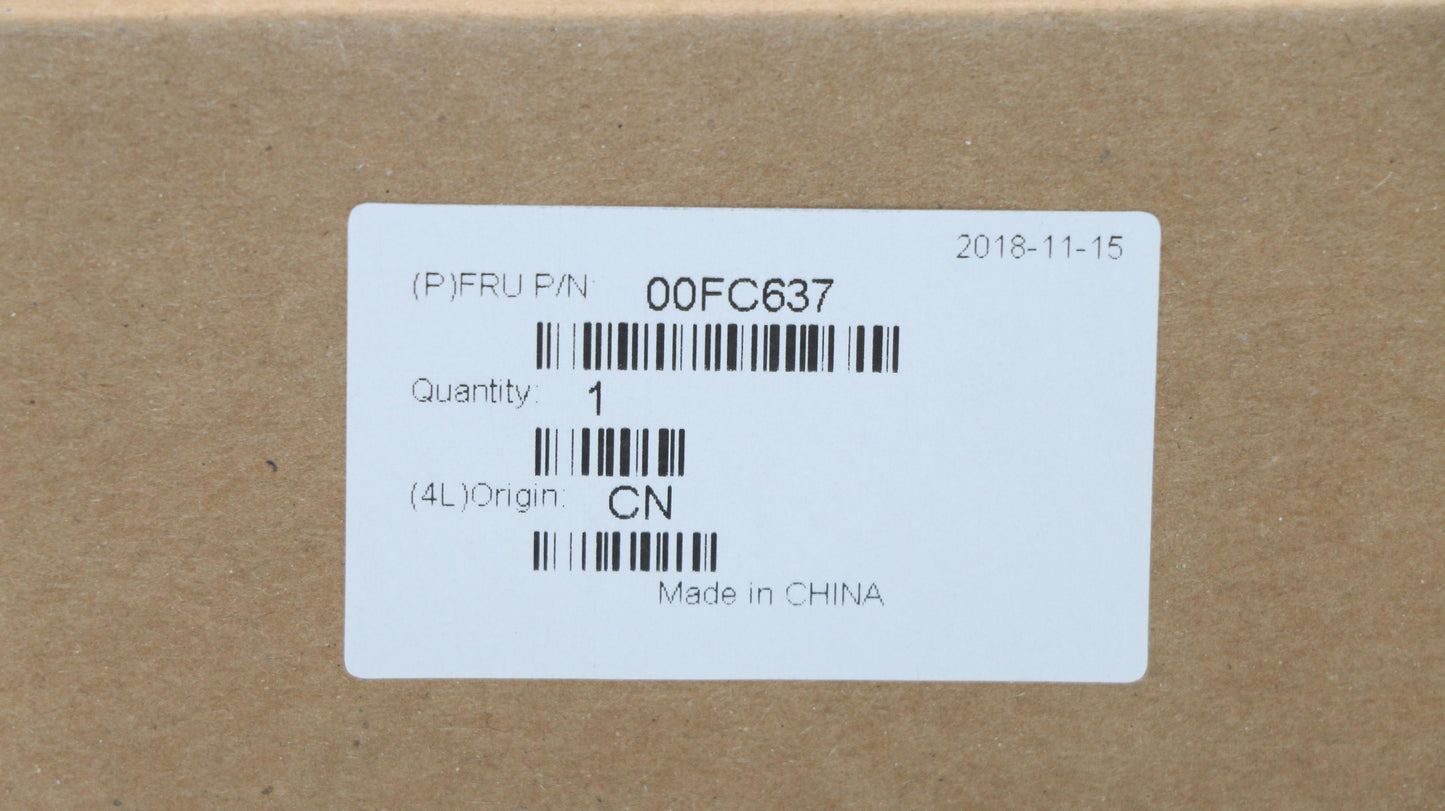 2018-11-15
(P)FRU P/N: 00FC637
Quantity: 1
(4L)Origin: CN
Made in CHINA